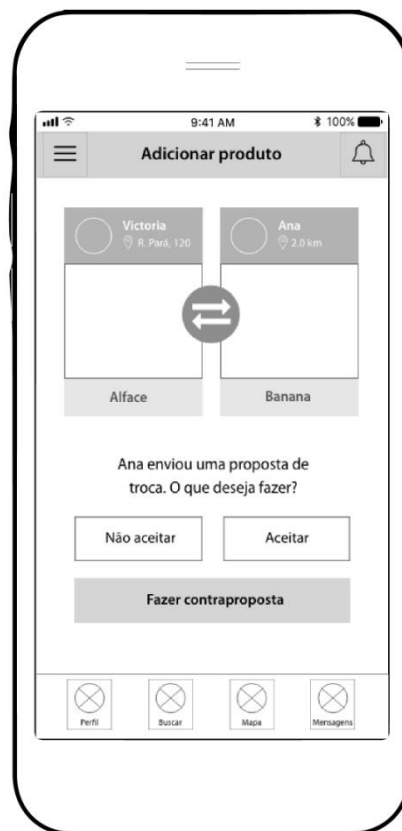 9:41 AM
100%
Adicionar produto
Victoria
R. Pará, 120
Ana
2.0 km
Alface
Banana
Ana enviou uma proposta de
troca. O que deseja fazer?
Não aceitar
Aceitar
Fazer contraproposta
Perfil
Buscar
Mapa
Mensagens